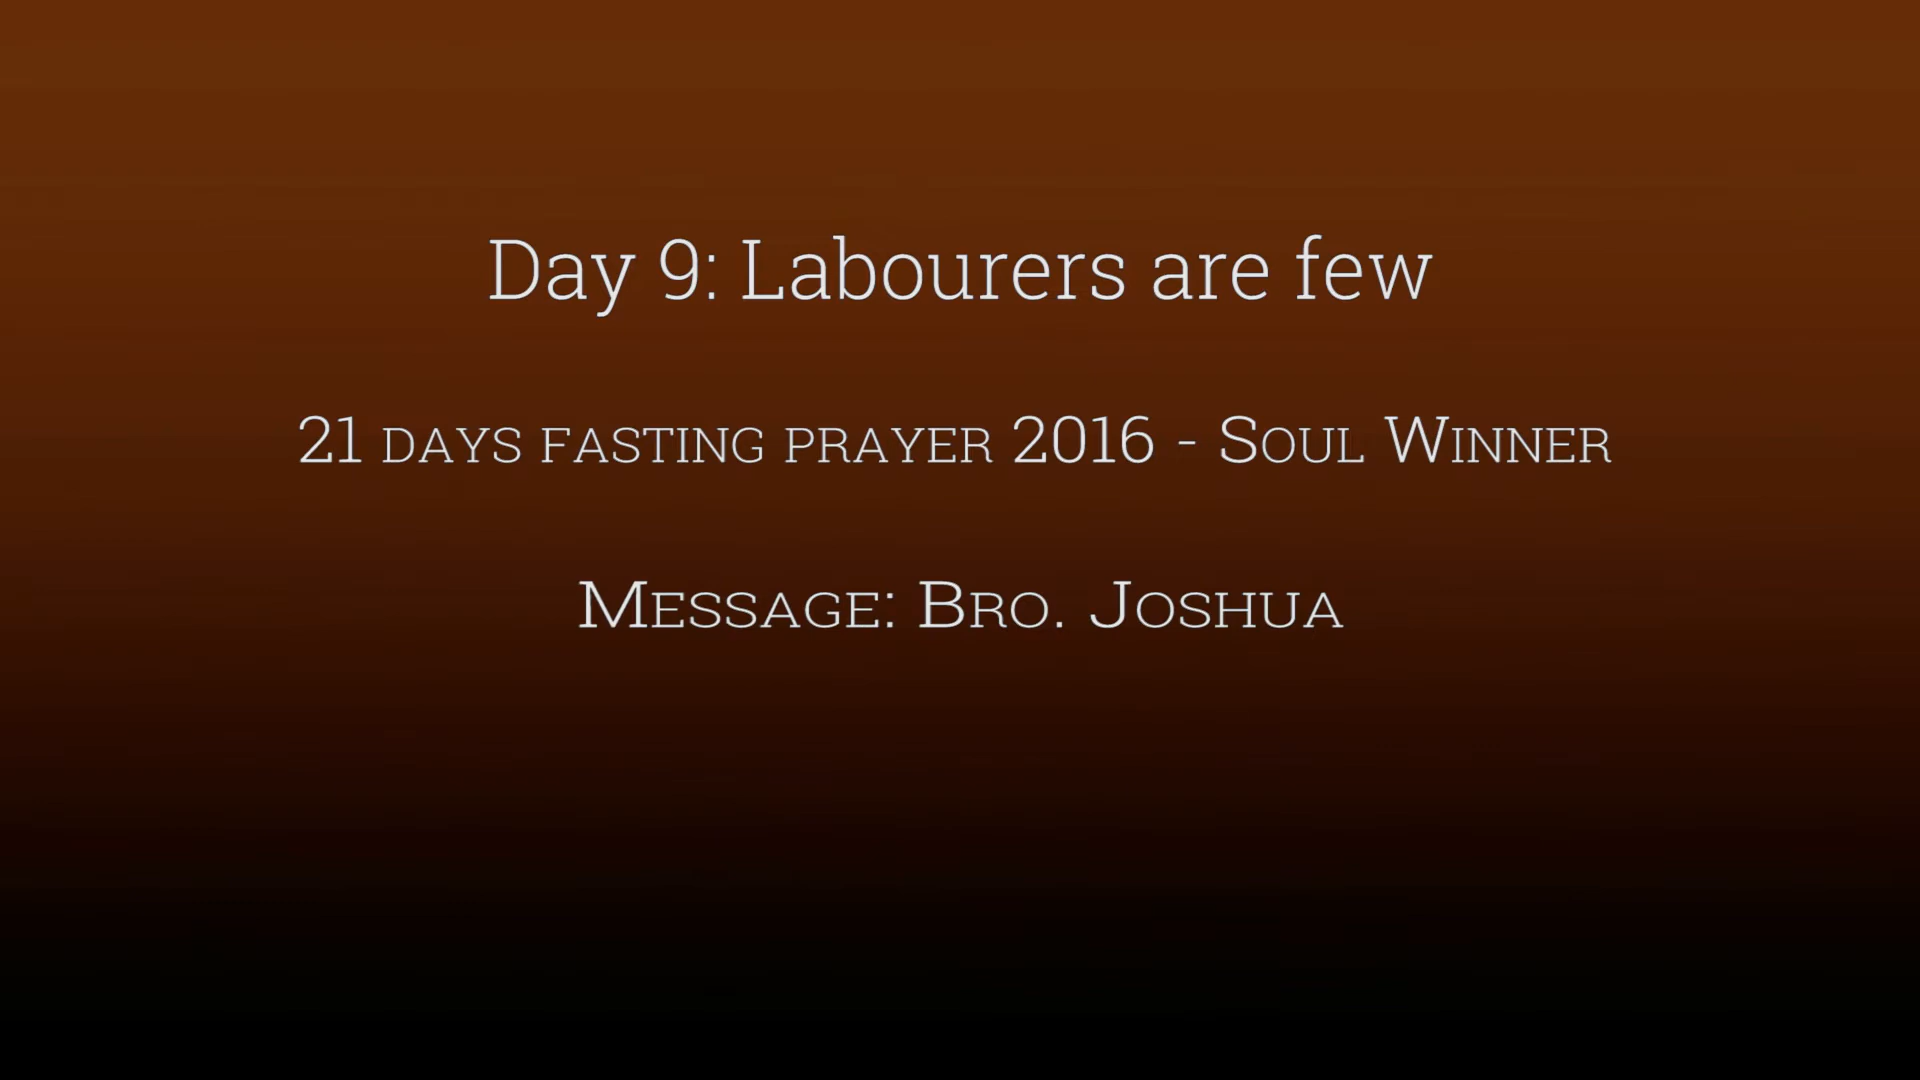 Day 9: Labourers are few
21 days fasting prayer 2016 - Soul Winner
Message: Bro. Joshua